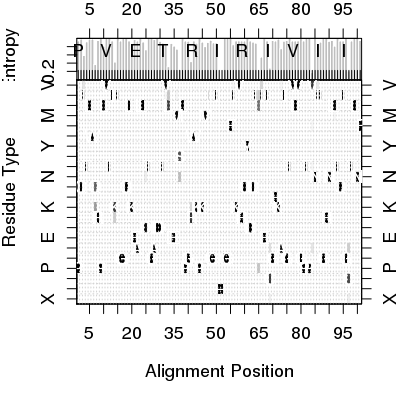 5 20 35 50 65 80 95
P V E T R I R I V I I
:ntropy
0.2
Residue Type
V M Y N K E P X
V M Y N K E P X
5 20 35 50 65 80 95
Alignment Position